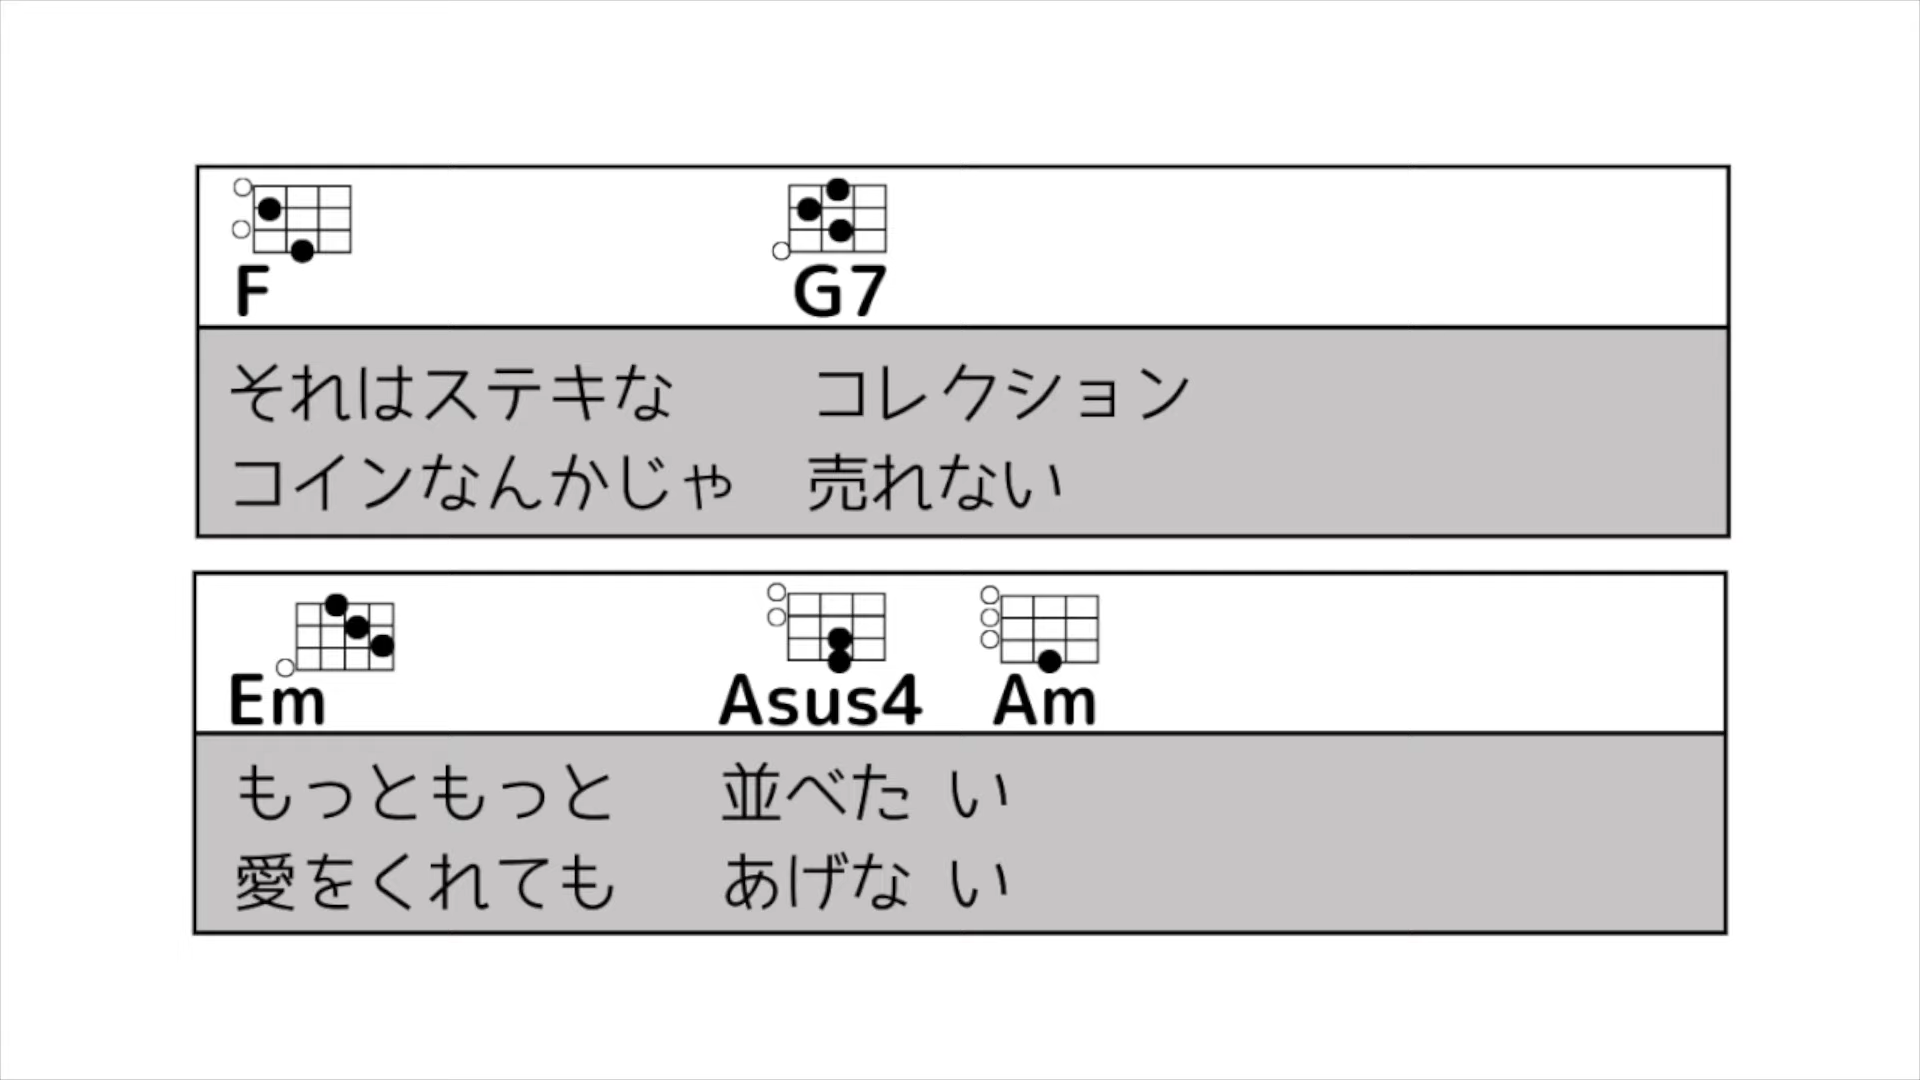 F G7
それはステキな コレクション
コインなんかじゃ 売れない
Em Asus4 Am
もっともっと 並べた い
愛をくれても あげな い